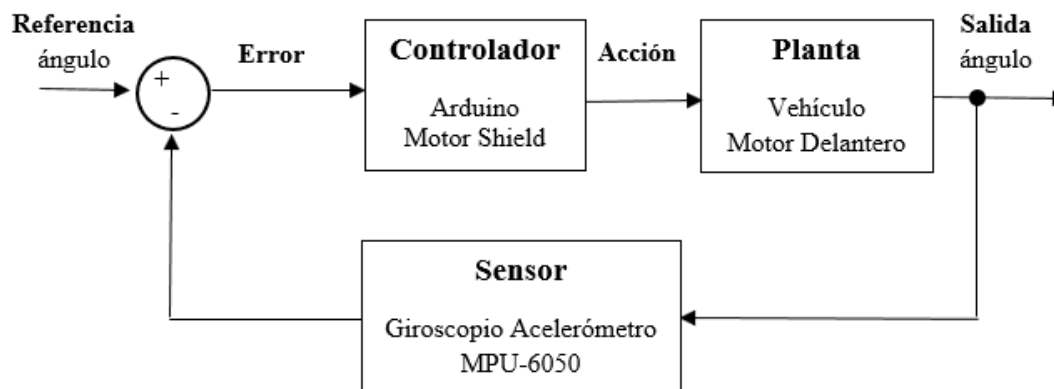 Referencia
ángulo
+
-
Error
Controlador
Arduino
Motor Shield
Acción
Planta
Vehículo
Motor Delantero
Salida
ángulo
Sensor
Giroscopio Acelerómetro
MPU-6050